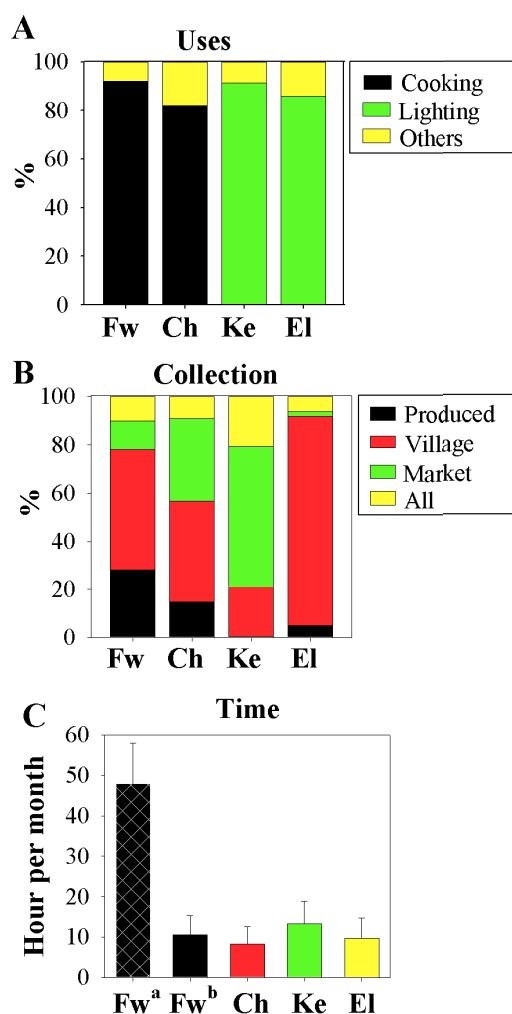 A
Uses
100
80
60
40
20
0
%
Fw Ch Ke El
Cooking
Lighting
Others
B
Collection
100
80
60
40
20
0
%
Fw Ch Ke El
Produced
Village
Market
All
C
Time
60
50
40
30
20
10
0
Hour per month
Fwᵃ Fwᵇ Ch Ke El